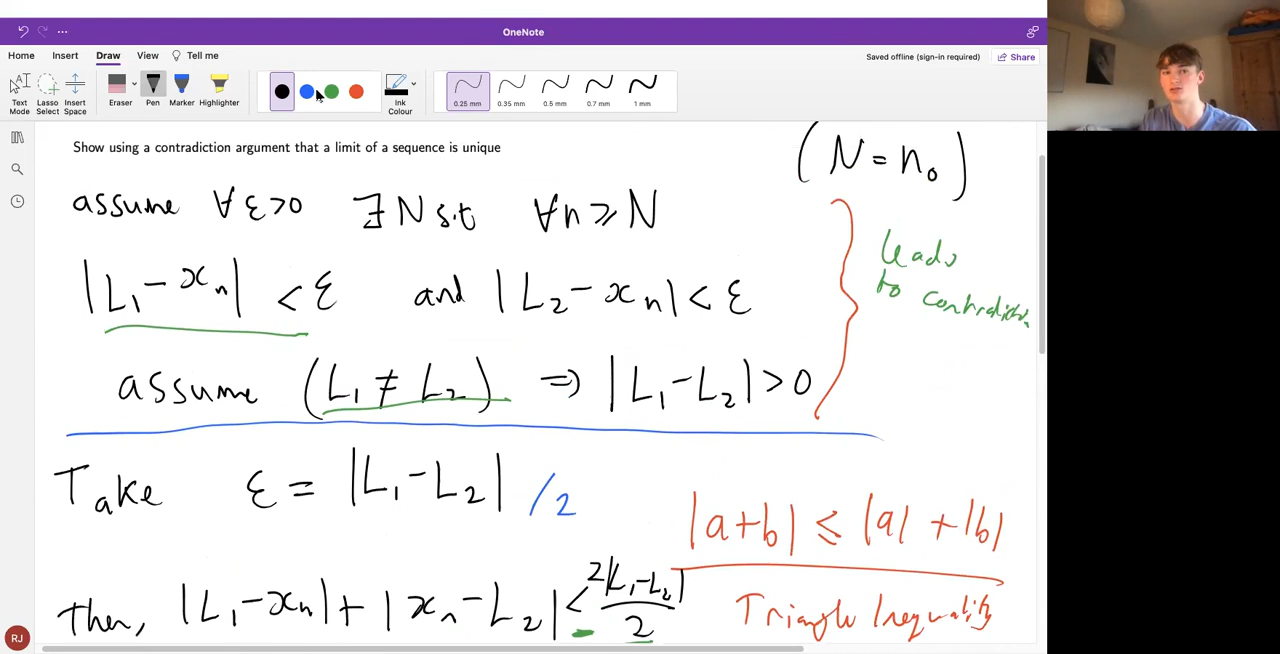 OneNote
Home Insert Draw View Tell me
Saved offline (sign-in required) Share
Text Mode
Lasso Select
Insert Space
Eraser
Pen
Marker
Highlighter
Ink Colour
0.25 mm 0.35 mm 0.5 mm 0.7 mm 1 mm
Show using a contradiction argument that a limit of a sequence is unique
(N = n₀)
assume ∀ε>0 ∃N s.t ∀n ≥ N
|L₁ - xₙ| < ε and |L₂ - xₙ| < ε
leads
to contradiction
assume (L₁ ≠ L₂) ⇒ |L₁ - L₂| > 0
Take ε = |L₁ - L₂| /2
|a+b| ≤ |a| + |b|
Triangle Inequality
then, |L₁ - xₙ| + |xₙ - L₂| < 2|L₁ - L₂| / 2
RJ